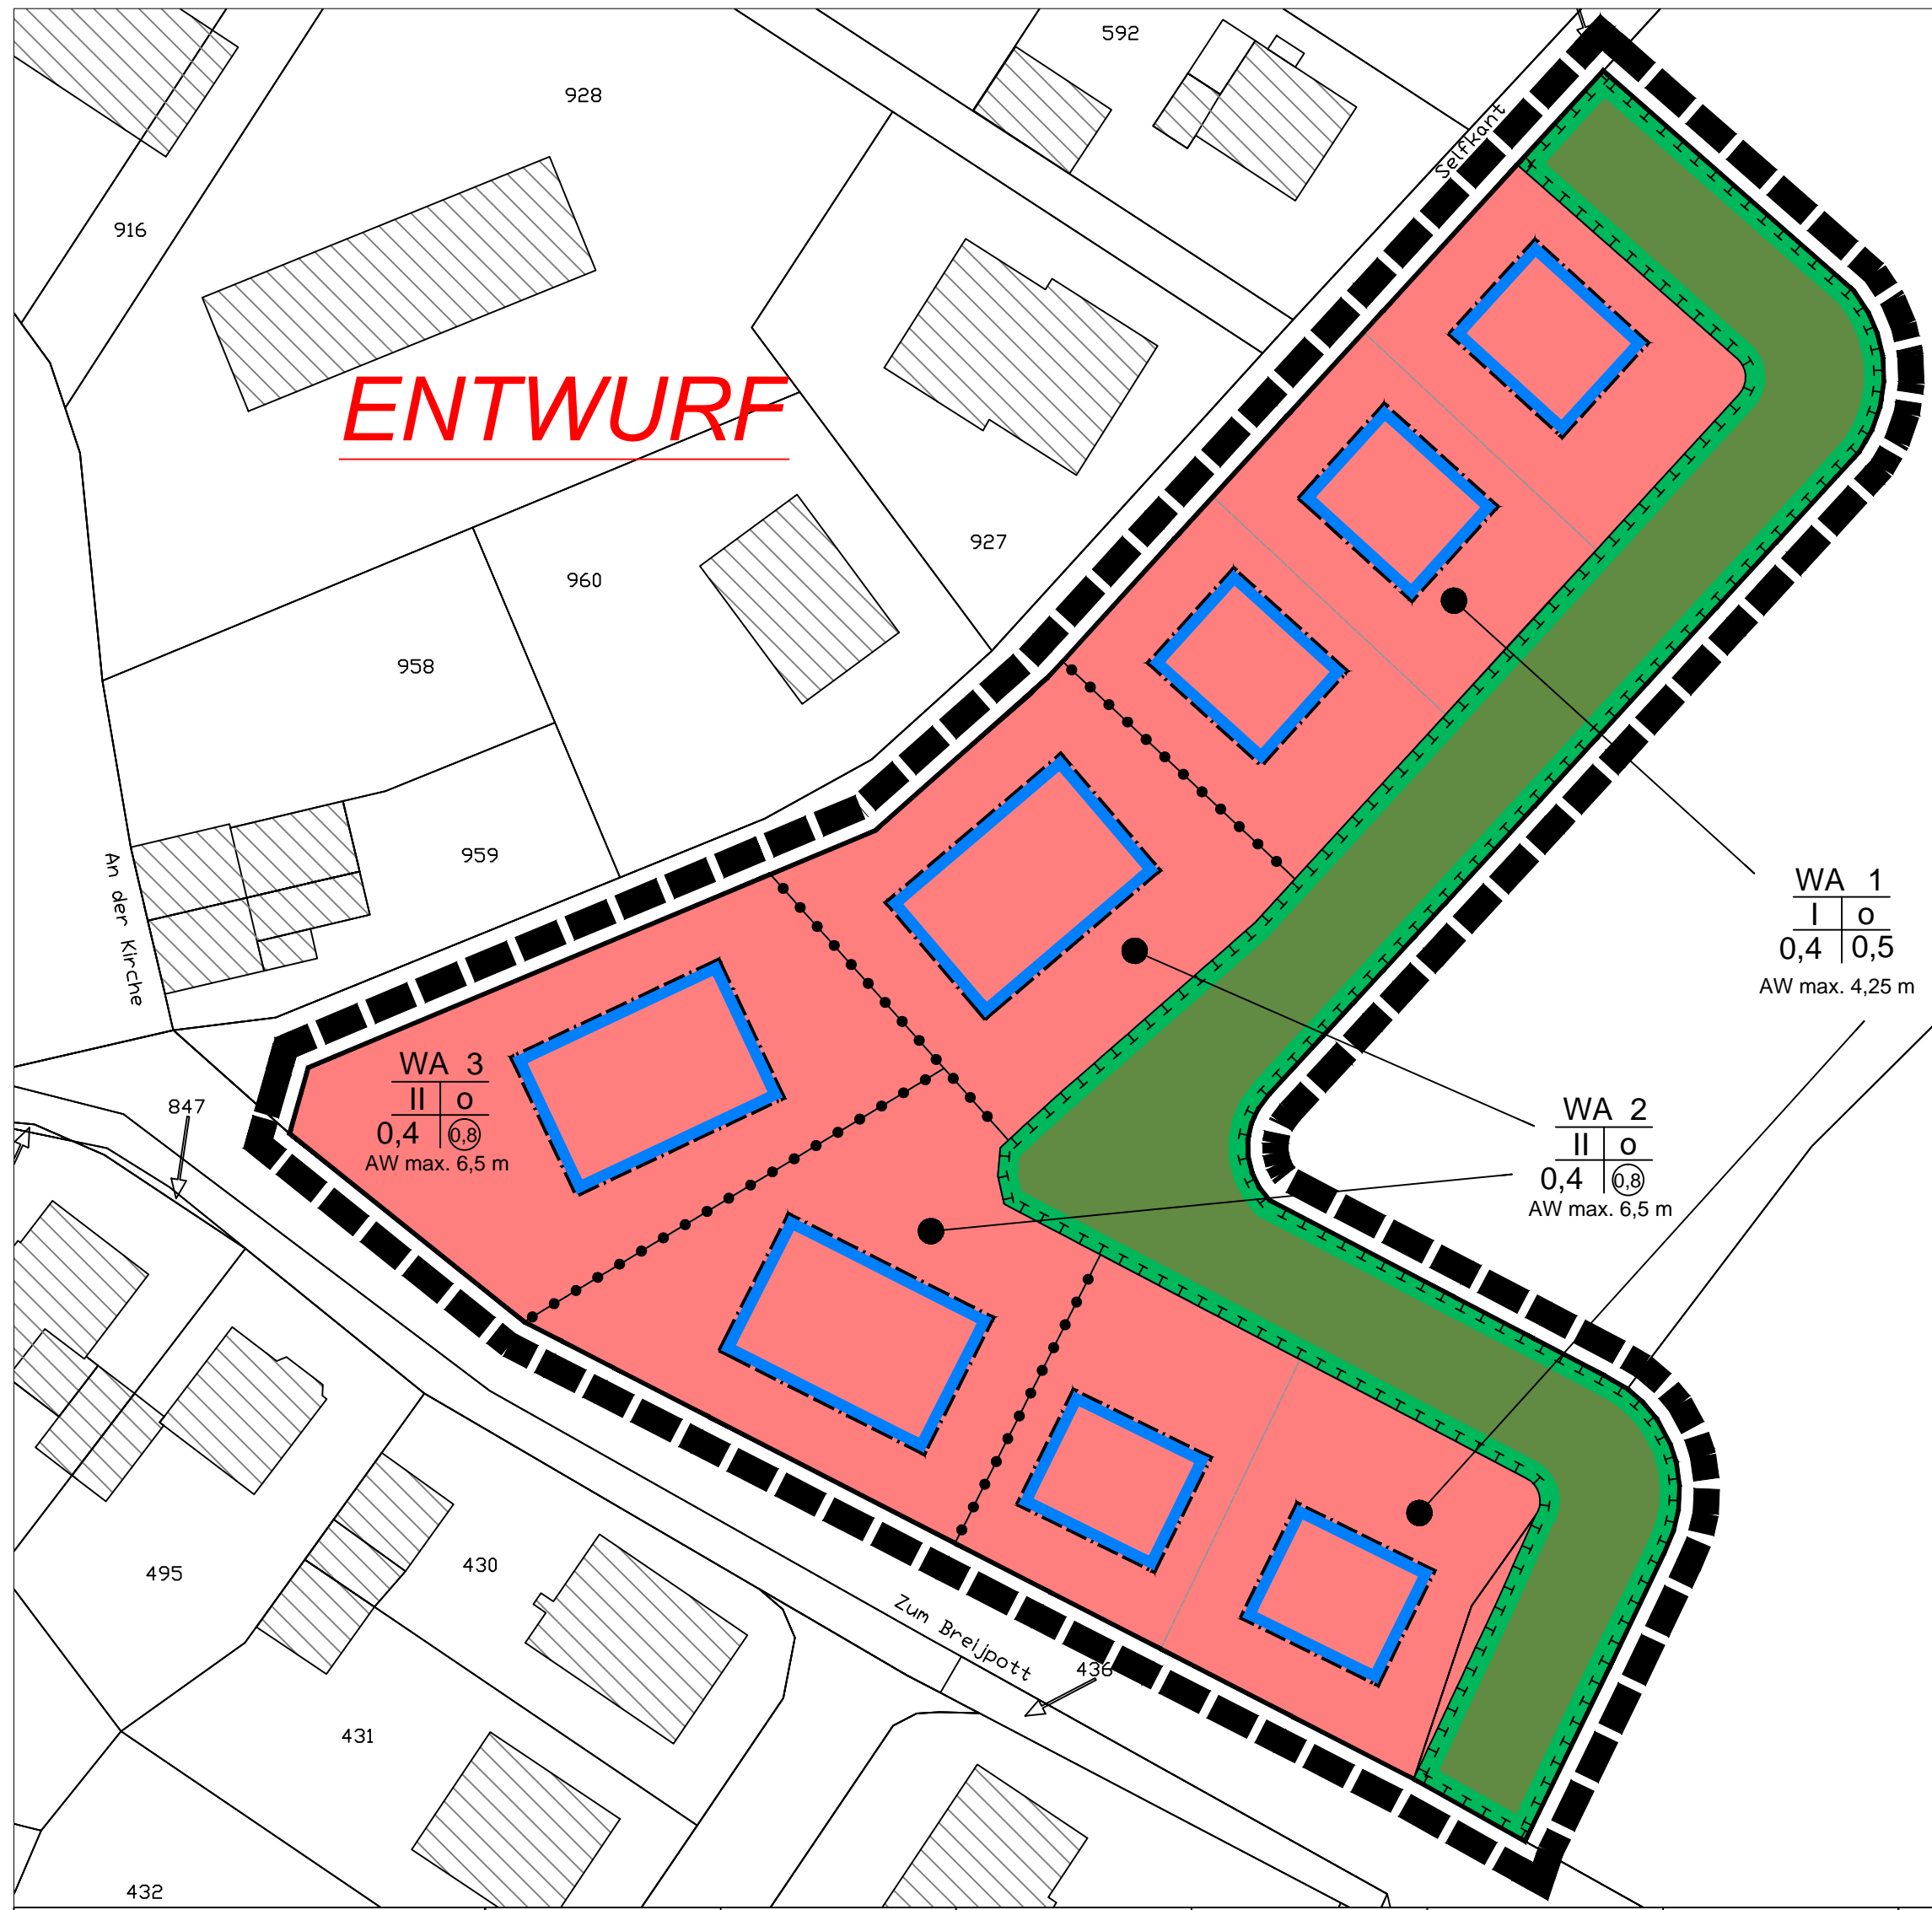 592
928
Selfkant
916
ENTWURF
927
960
958
959
An der Kirche
WA 1
I o
0,4 0,5
AW max. 4,25 m
WA 3
II o
0,4 0,8
AW max. 6,5 m
847
WA 2
II o
0,4 0,8
AW max. 6,5 m
495
430
Zum Breijpott
436
431
432